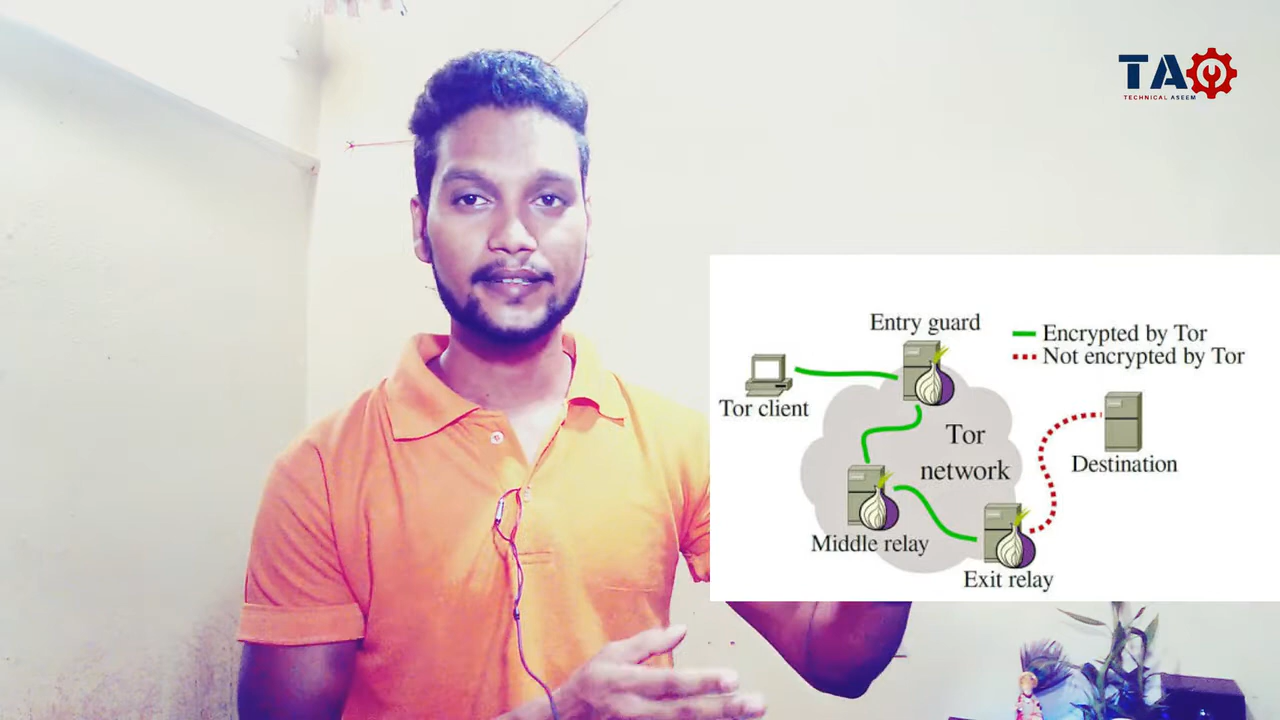 TA
TECHNICAL ASEEM
Entry guard
Encrypted by Tor
Not encrypted by Tor
Tor client
Tor
network
Destination
Middle relay
Exit relay